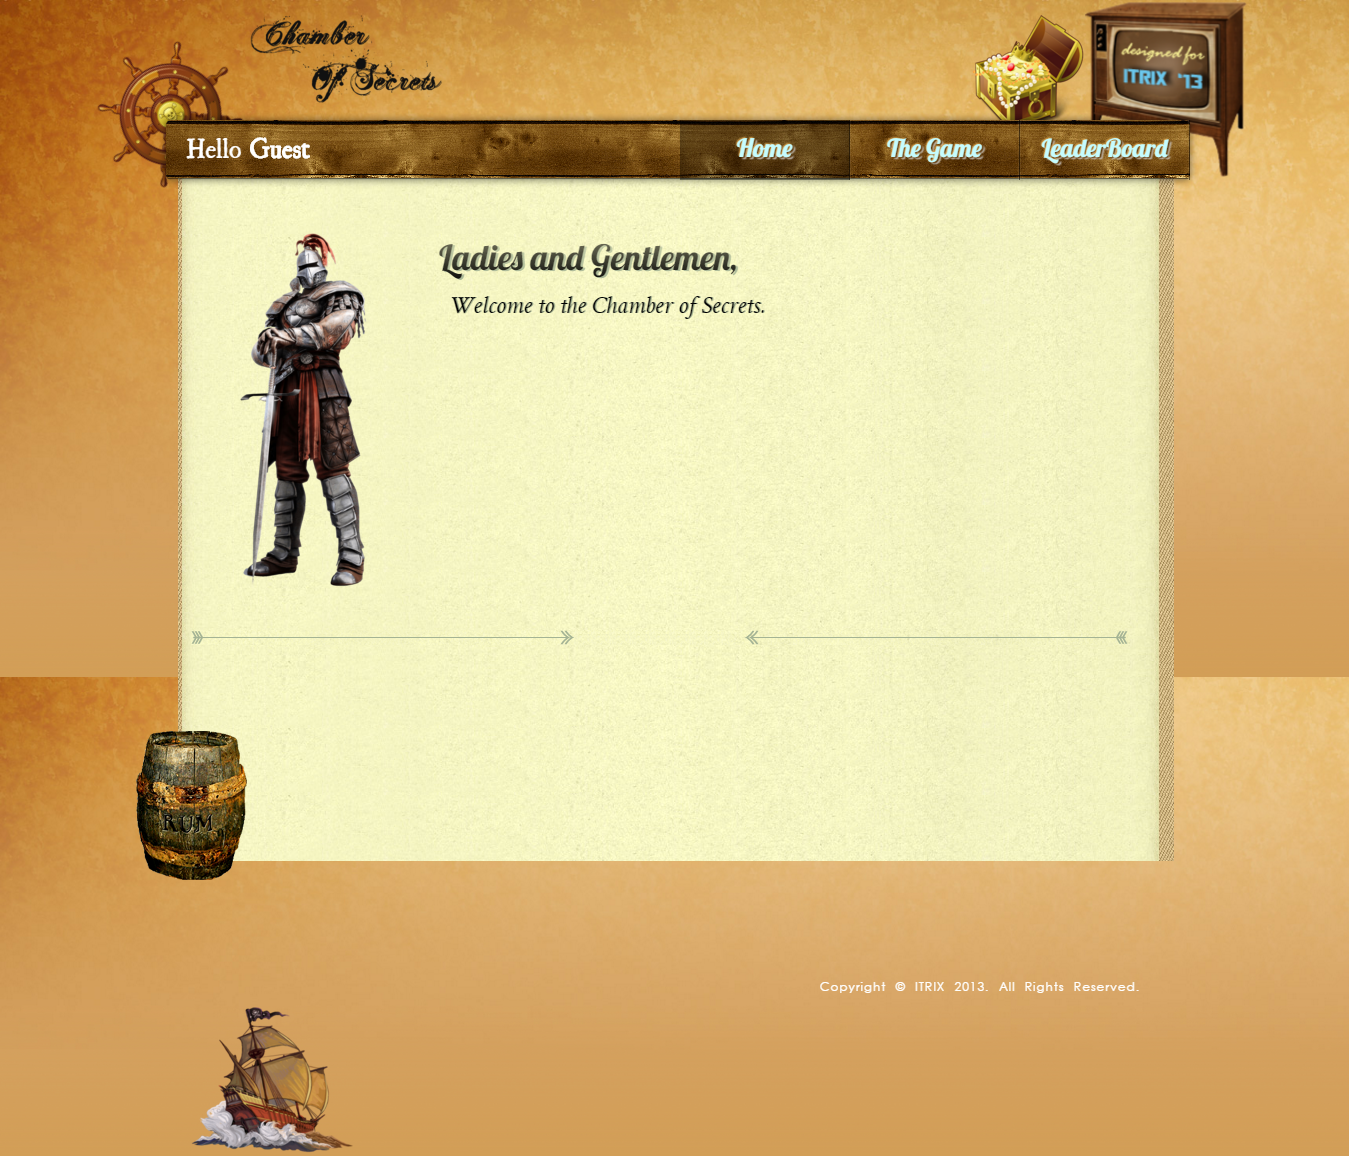 Chamber
Of Secrets
designed for
ITRIX '13
Hello Guest
Home
The Game
LeaderBoard
Ladies and Gentlemen,
Welcome to the Chamber of Secrets.
RUM
Copyright © ITRIX 2013. All Rights Reserved.